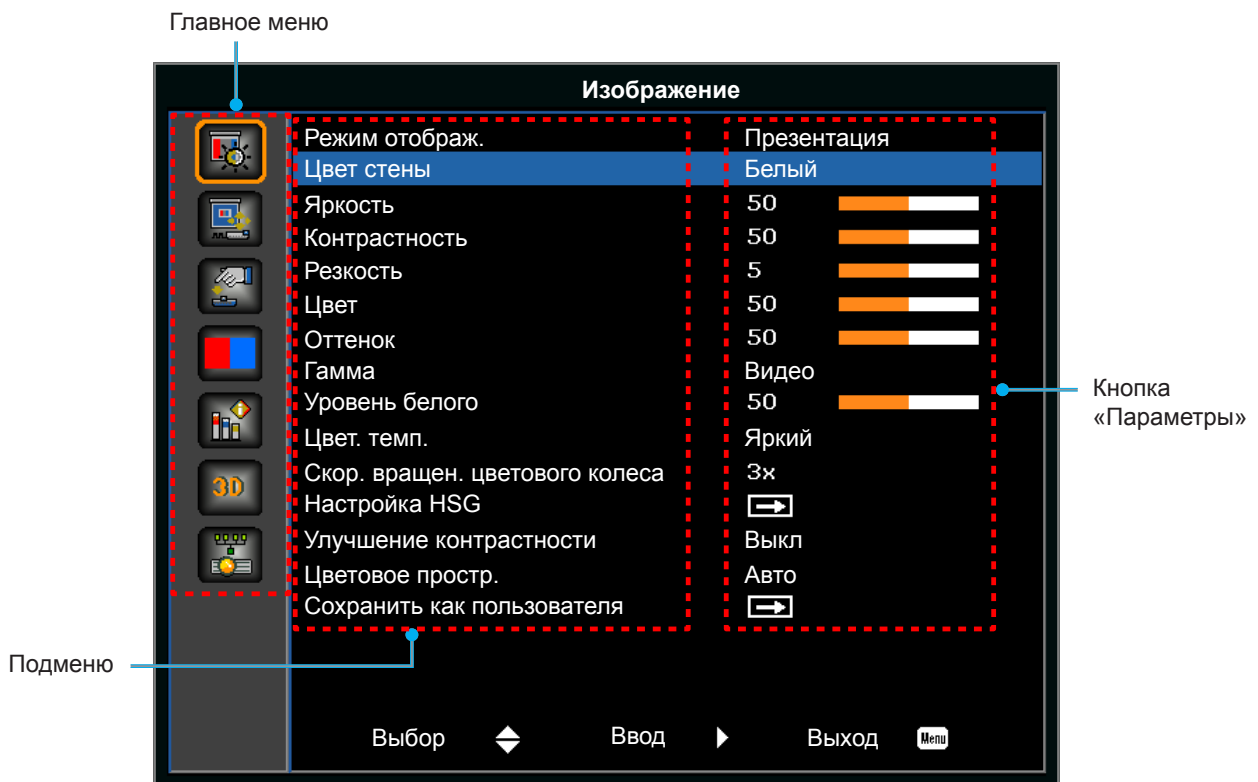 Главное меню
Изображение
Режим отображ. Презентация
Цвет стены Белый
Яркость 50
Контрастность 50
Резкость 5
Цвет 50
Оттенок 50
Гамма Видео
Уровень белого 50
Цвет. темп. Яркий
Скор. вращен. цветового колеса 3x
Настройка HSG
Улучшение контрастности Выкл
Цветовое простр. Авто
Сохранить как пользователя
3D
Кнопка
«Параметры»
Подменю
Выбор Ввод Выход Menu